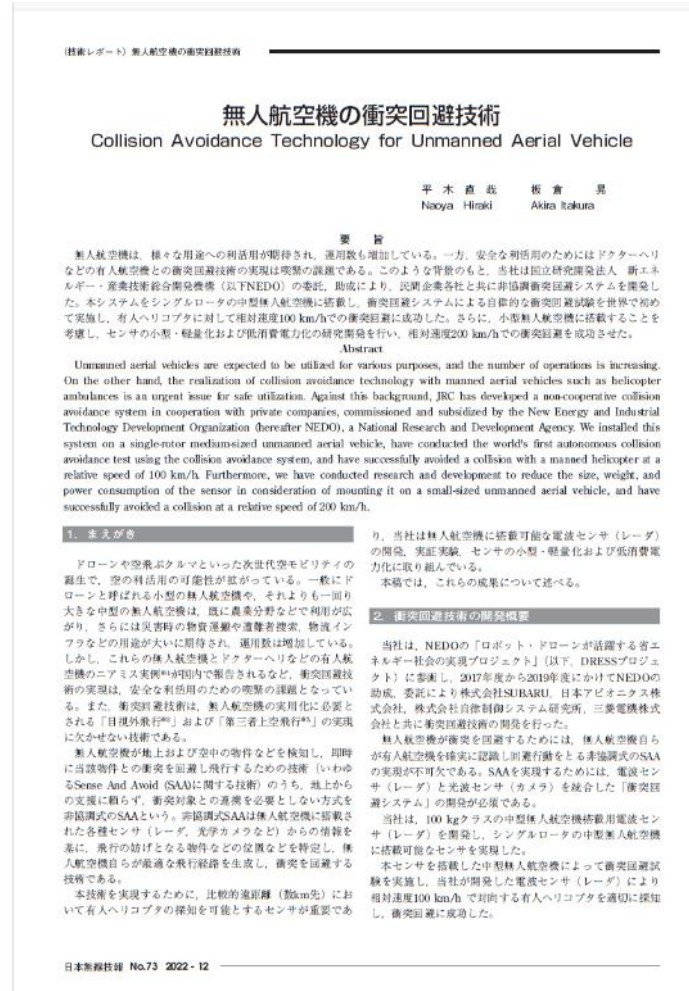 (技術レポート) 無人航空機の衝突回避技術
無人航空機の衝突回避技術
Collision Avoidance Technology for Unmanned Aerial Vehicle
平 木 直 哉 板 倉 晃
Naoya Hiraki Akira Itakura
要 旨
無人航空機は，様々な用途への利活用が期待され，運用数も増加している。一方，安全な利活用のためにはドクターヘリ
などの有人航空機との衝突回避技術の実現は喫緊の課題である。このような背景のもと，当社は国立研究開発法人 新エネ
ルギー・産業技術総合開発機構（以下NEDO）の委託，助成により，民間企業各社と共に非協調衝突回避システムを開発し
た。本システムをシングルロータの中型無人航空機に搭載し，衝突回避システムによる自律的な衝突回避試験を世界で初め
て実施し，有人ヘリコプタに対して相対速度100 km/hでの衝突回避に成功した。さらに，小型無人航空機に搭載することを
考慮し，センサの小型・軽量化および低消費電力化の研究開発を行い，相対速度200 km/hでの衝突回避を成功させた。
Abstract
Unmanned aerial vehicles are expected to be utilized for various purposes, and the number of operations is increasing.
On the other hand, the realization of collision avoidance technology with manned aerial vehicles such as helicopter
ambulances is an urgent issue for safe utilization. Against this background, JRC has developed a non-cooperative collision
avoidance system in cooperation with private companies, commissioned and subsidized by the New Energy and Industrial
Technology Development Organization (hereafter NEDO), a National Research and Development Agency. We installed this
system on a single-rotor medium-sized unmanned aerial vehicle, have conducted the world's first autonomous collision
avoidance test using the collision avoidance system, and have successfully avoided a collision with a manned helicopter at a
relative speed of 100 km/h. Furthermore, we have conducted research and development to reduce the size, weight, and
power consumption of the sensor in consideration of mounting it on a small-sized unmanned aerial vehicle, and have
successfully avoided a collision at a relative speed of 200 km/h.
1. まえがき
ドローンや空飛ぶクルマといった次世代空モビリティの
誕生で，空の利活用の可能性が拡がっている。一般にド
ローンと呼ばれる小型の無人航空機や，それよりも一回り
大きな中型の無人航空機は，既に農業分野などで利用が広
がり，さらには災害時の物資運搬や遭難者捜索，物流イン
フラなどの用途が大いに期待され，運用数は増加している。
しかし，これらの無人航空機とドクターヘリなどの有人航
空機のニアミス実例が国内で報告されるなど，衝突回避技
術の実現は，安全な利活用のための喫緊の課題となってい
る。また，衝突回避技術は，無人航空機の実用化に必要と
される「目視外飛行」および「第三者上空飛行」の実現
に欠かせない技術である。
無人航空機が地上および空中の物件などを検知し，即時
に当該物件との衝突を回避し飛行するための技術（いわゆ
るSense And Avoid (SAA)に関する技術）のうち，地上から
の支援に頼らず，衝突対象との連携を必要としない方式を
非協調式のSAAという。非協調式SAAは無人航空機に搭載さ
れた各種センサ（レーダ，光学カメラなど）からの情報を
基に，飛行の妨げとなる物件などの位置などを特定し，無
人航空機自らが最適な飛行経路を生成し，衝突を回避する
技術である。
本技術を実現するために，比較的遠距離（数km先）にお
いて有人ヘリコプタの探知を可能とするセンサが重要であ
り，当社は無人航空機に搭載可能な電波センサ（レーダ）
の開発，実証実験，センサの小型・軽量化および低消費電
力化に取り組んでいる。
本稿では，これらの成果について述べる。
2. 衝突回避技術の開発概要
当社は，NEDOの「ロボット・ドローンが活躍する省エ
ネルギー社会の実現プロジェクト」（以下，DRESSプロジェ
クト）に参画し，2017年度から2019年度にかけてNEDOの
助成，委託により株式会社SUBARU，日本アビオニクス株
式会社，株式会社自律制御システム研究所，三菱電機株式
会社と共に衝突回避技術の開発を行った。
無人航空機が衝突を回避するためには，無人航空機自ら
が有人航空機を確実に認識し回避行動をとる非協調式のSAA
の実現が不可欠である。SAAを実現するためには，電波セン
サ（レーダ）と光波センサ（カメラ）を統合した「衝突回
避システム」の開発が必須である。
当社は，100 kgクラスの中型無人航空機搭載用電波セン
サ（レーダ）を開発し，シングルロータの中型無人航空機
に搭載可能なセンサを実現した。
本センサを搭載した中型無人航空機によって衝突回避試
験を実施し，当社が開発した電波センサ（レーダ）により
相対速度100 km/h で対向する有人ヘリコプタを適切に探知
し，衝突回避に成功した。
日本無線技報 No.73 2022 - 12